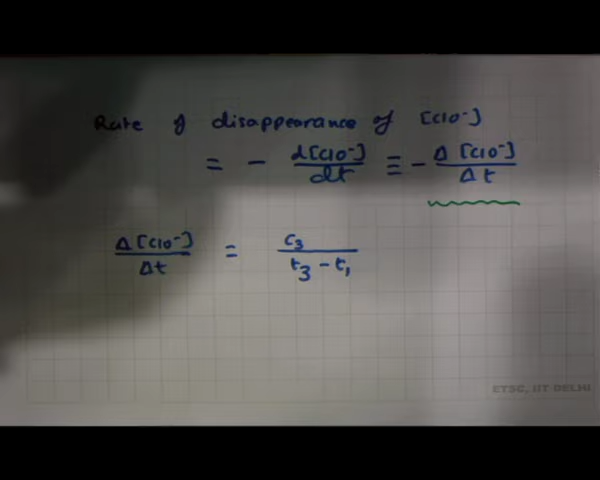 Rate of disappearance of [ClO⁻]
= - d[ClO⁻]/dt ≡ - Δ[ClO⁻]/Δt
Δ[ClO⁻]/Δt = C₃/t₃ - t₁
ETSC, IIT DELHI